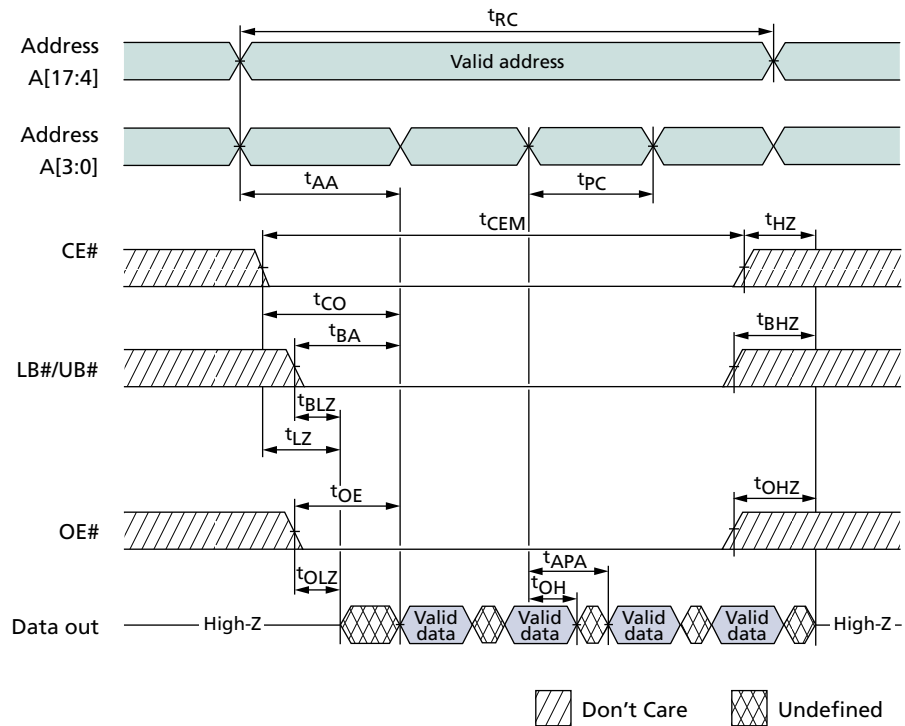 tRC
Address
A[17:4]
Valid address
Address
A[3:0]
tAA
tPC
tCEM
tHZ
CE#
tCO
tBHZ
tBA
LB#/UB#
tBLZ
tLZ
tOE
tOHZ
OE#
tAPA
tOLZ
tOH
Data out
High-Z
Valid
data
Valid
data
Valid
data
Valid
data
High-Z
Don't Care
Undefined